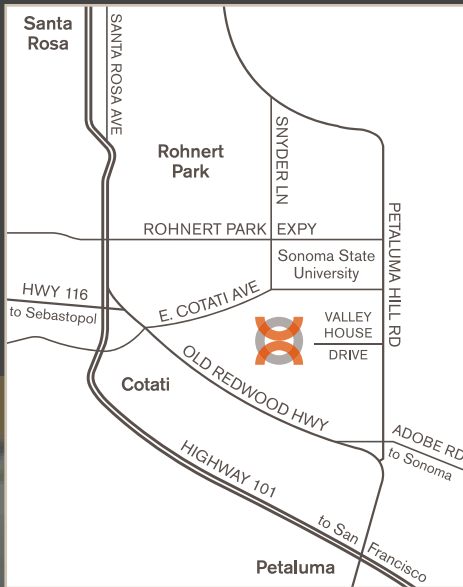 Santa
Rosa
SANTA ROSA AVE
Rohnert
Park
SNYDER LN
ROHNERT PARK EXPY
PETALUMA HILL RD
Sonoma State
University
HWY 116
to Sebastopol
E. COTATI AVE
VALLEY
HOUSE
DRIVE
Cotati
OLD REDWOOD HWY
ADOBE RD
to Sonoma
HIGHWAY 101
to San Francisco
Petaluma